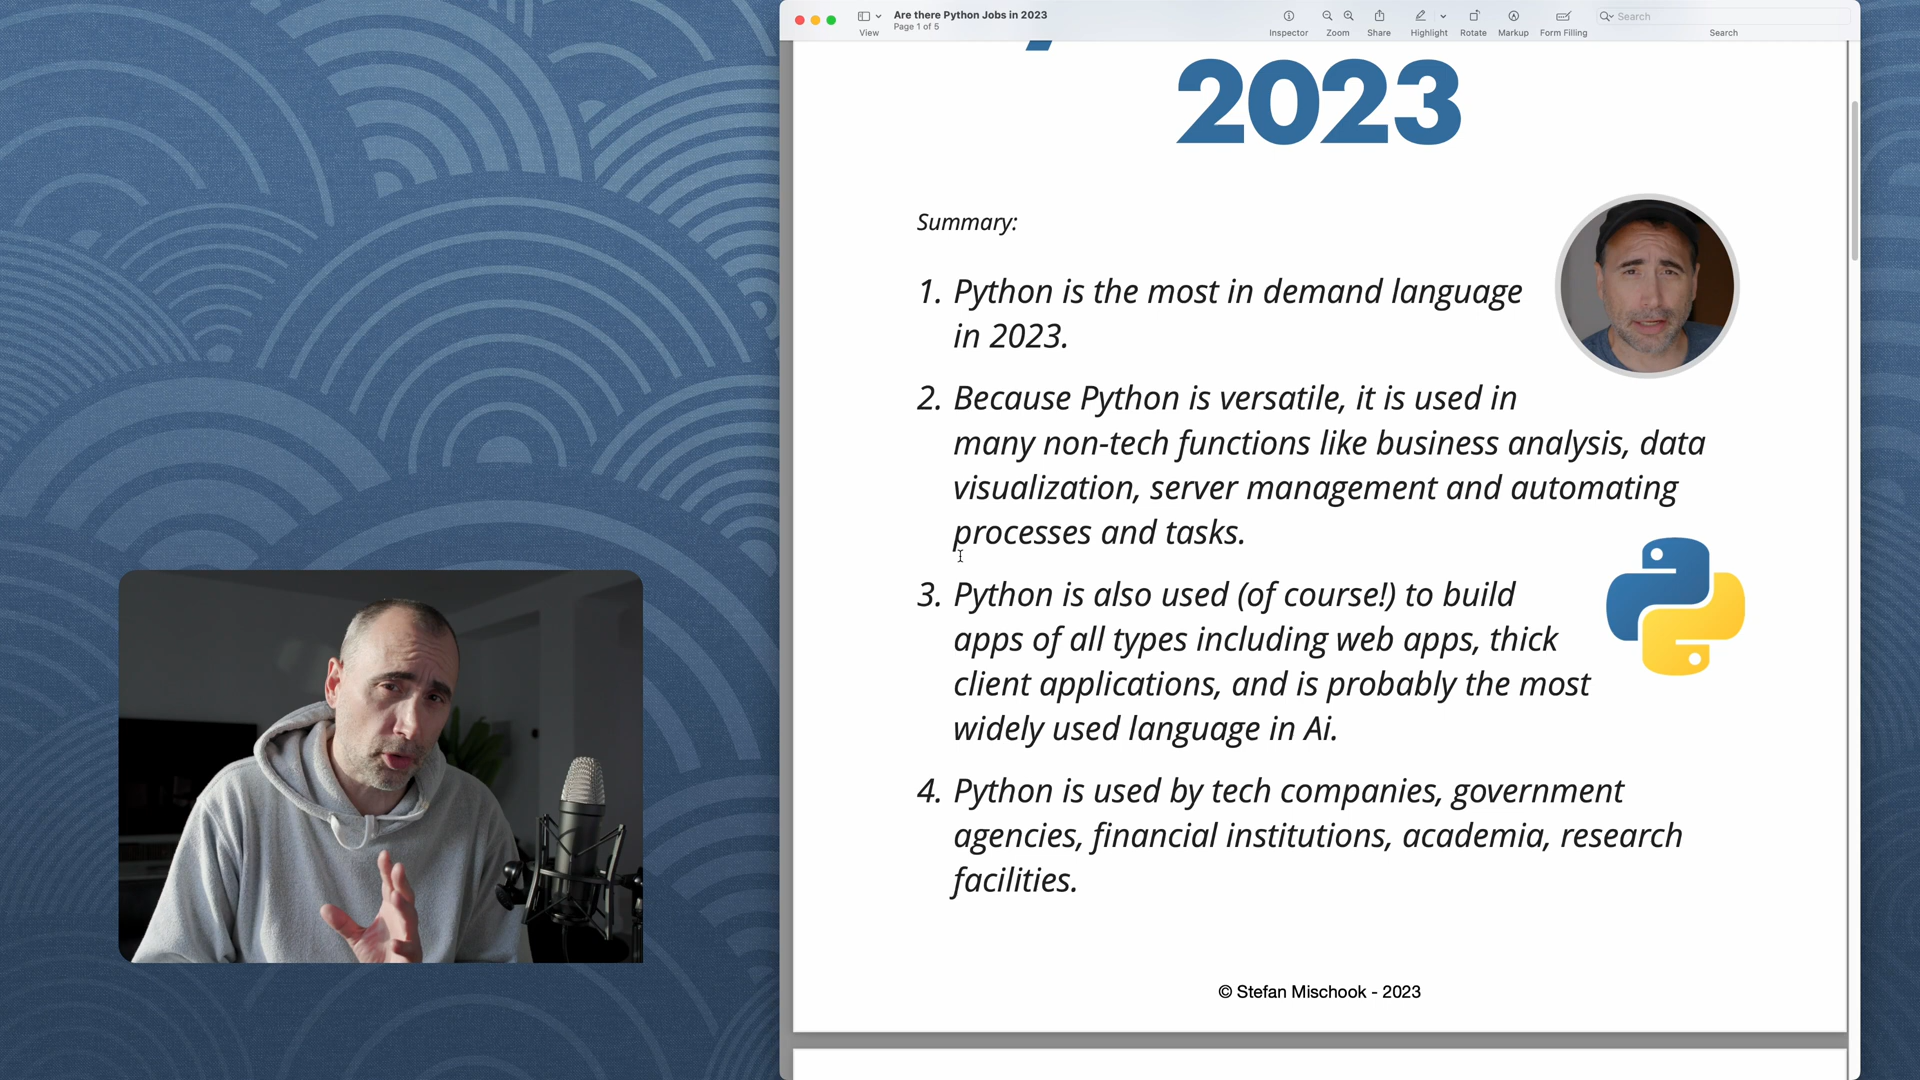 Are there Python Jobs in 2023
Page 1 of 5
View
Inspector
Zoom
Share
Highlight
Rotate
Markup
Form Filling
Search
Search
2023
Summary:
1. Python is the most in demand language
in 2023.
2. Because Python is versatile, it is used in
many non-tech functions like business analysis, data
visualization, server management and automating
processes and tasks.
3. Python is also used (of course!) to build
apps of all types including web apps, thick
client applications, and is probably the most
widely used language in Ai.
4. Python is used by tech companies, government
agencies, financial institutions, academia, research
facilities.
© Stefan Mischook - 2023